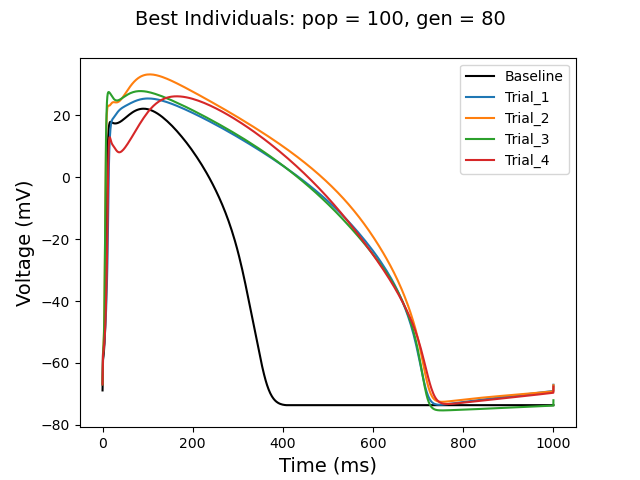 Best Individuals: pop = 100, gen = 80
Baseline
Trial_1
Trial_2
Trial_3
Trial_4
Voltage (mV)
20
0
−20
−40
−60
−80
0 200 400 600 800 1000
Time (ms)